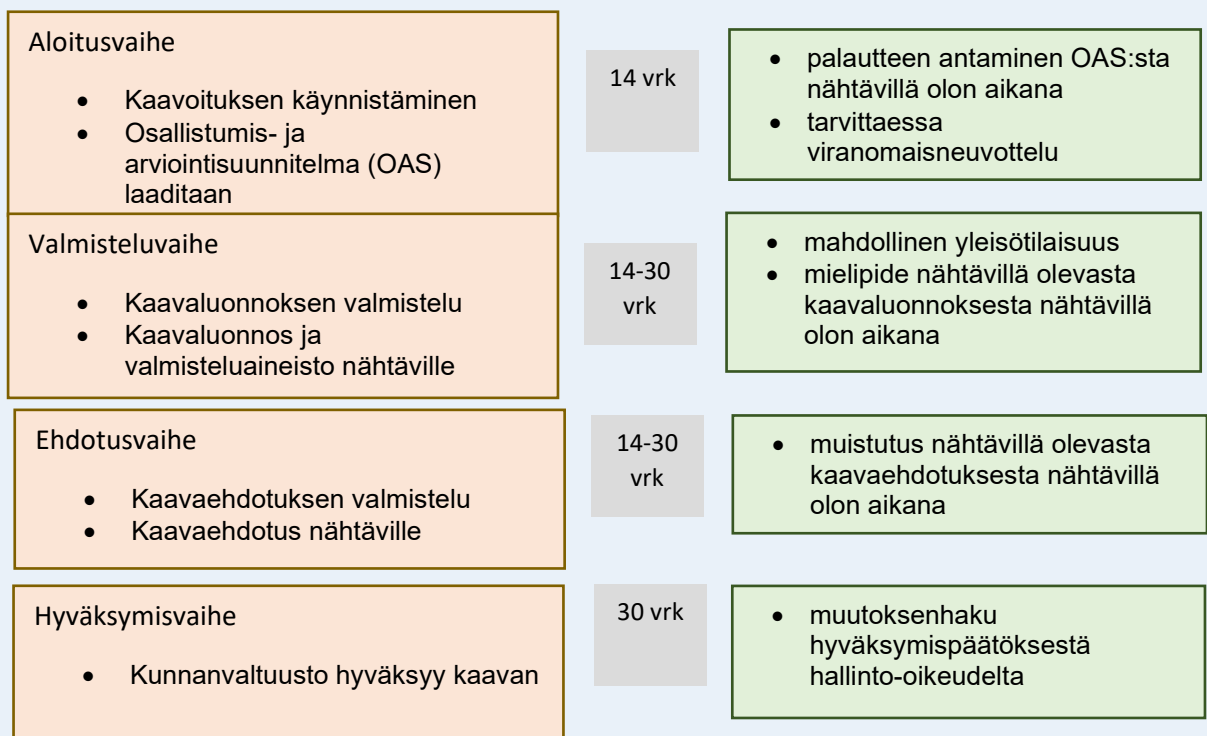 Aloitusvaihe
• Kaavoituksen käynnistäminen
• Osallistumis- ja
arviointisuunnitelma (OAS)
laaditaan
14 vrk
• palautteen antaminen OAS:sta
nähtävillä olon aikana
• tarvittaessa
viranomaisneuvottelu
Valmisteluvaihe
• Kaavaluonnoksen valmistelu
• Kaavaluonnos ja
valmisteluaineisto nähtäville
14-30
vrk
• mahdollinen yleisötilaisuus
• mielipide nähtävillä olevasta
kaavaluonnoksesta nähtävillä
olon aikana
Ehdotusvaihe
• Kaavaehdotuksen valmistelu
• Kaavaehdotus nähtäville
14-30
vrk
• muistutus nähtävillä olevasta
kaavaehdotuksesta nähtävillä
olon aikana
Hyväksymisvaihe
• Kunnanvaltuusto hyväksyy kaavan
30 vrk
• muutoksenhaku
hyväksymispäätöksestä
hallinto-oikeudelta